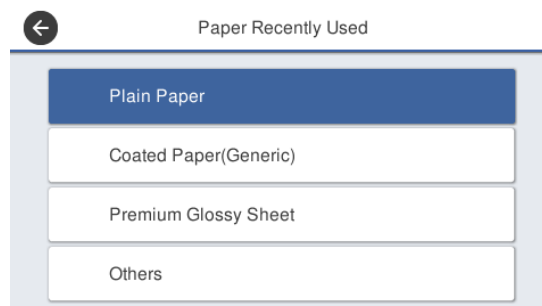 Paper Recently Used
Plain Paper
Coated Paper(Generic)
Premium Glossy Sheet
Others